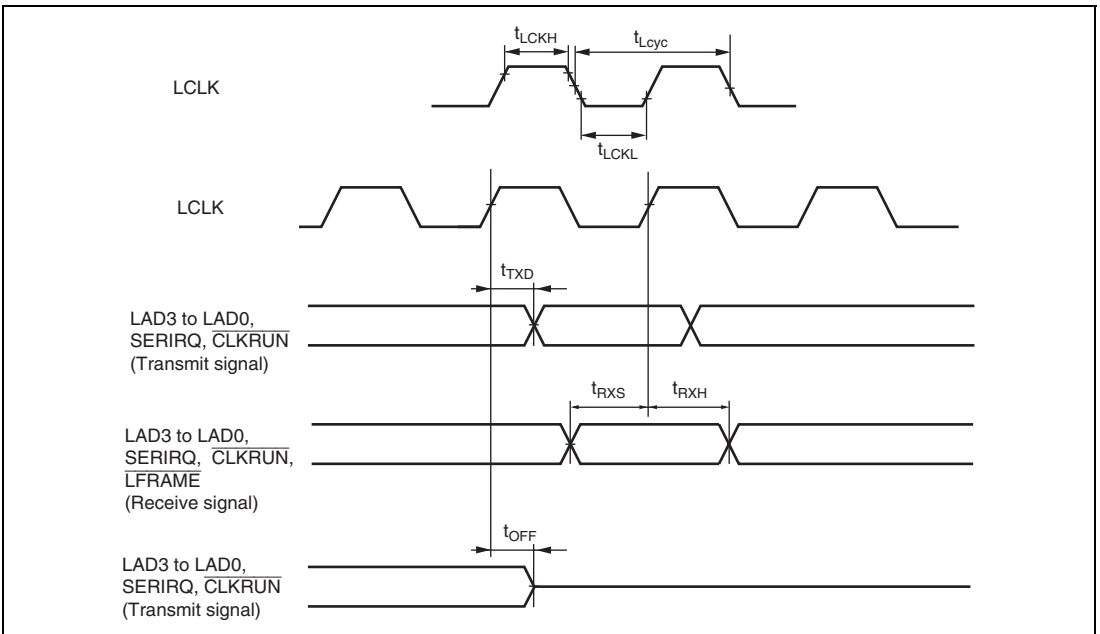 tLCKH
tLcyc
LCLK
tLCKL
LCLK
tTXD
LAD3 to LAD0,
SERIRQ, CLKRUN
(Transmit signal)
tRXS
tRXH
LAD3 to LAD0,
SERIRQ, CLKRUN,
LFRAME
(Receive signal)
tOFF
LAD3 to LAD0,
SERIRQ, CLKRUN
(Transmit signal)